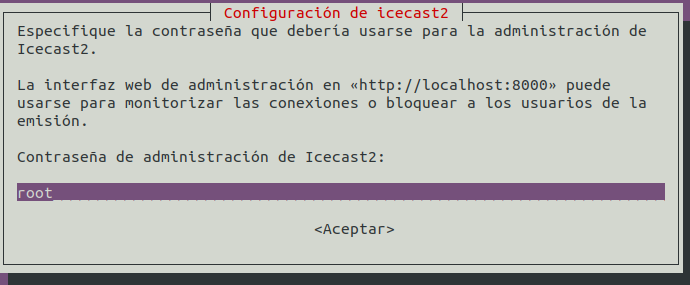 Configuración de icecast2
Especifique la contraseña que debería usarse para la administración de
Icecast2.
La interfaz web de administración en «http://localhost:8000» puede
usarse para monitorizar las conexiones o bloquear a los usuarios de la
emisión.
Contraseña de administración de Icecast2:
root
<Aceptar>